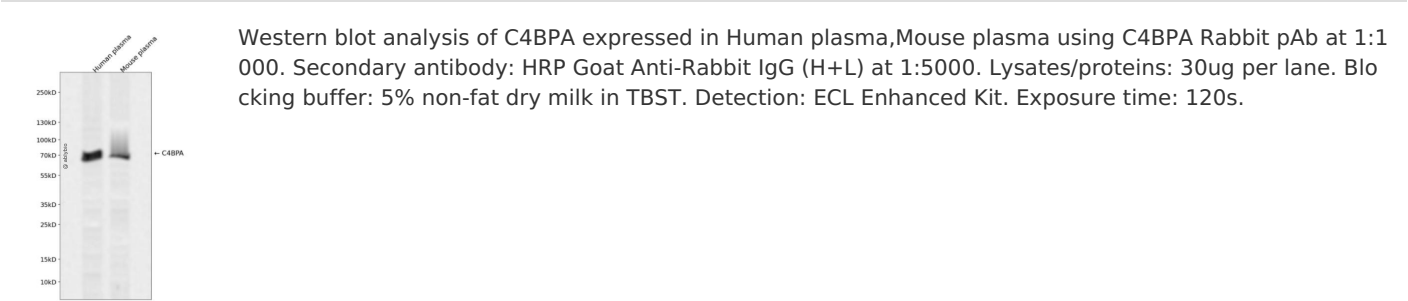 Human plasma
Mouse plasma
Western blot analysis of C4BPA expressed in Human plasma,Mouse plasma using C4BPA Rabbit pAb at 1:1
000. Secondary antibody: HRP Goat Anti-Rabbit IgG (H+L) at 1:5000. Lysates/proteins: 30ug per lane. Blo
cking buffer: 5% non-fat dry milk in TBST. Detection: ECL Enhanced Kit. Exposure time: 120s.
250kD
130kD
100kD
70kD
← C4BPA
55kD
35kD
25kD
15kD
10kD